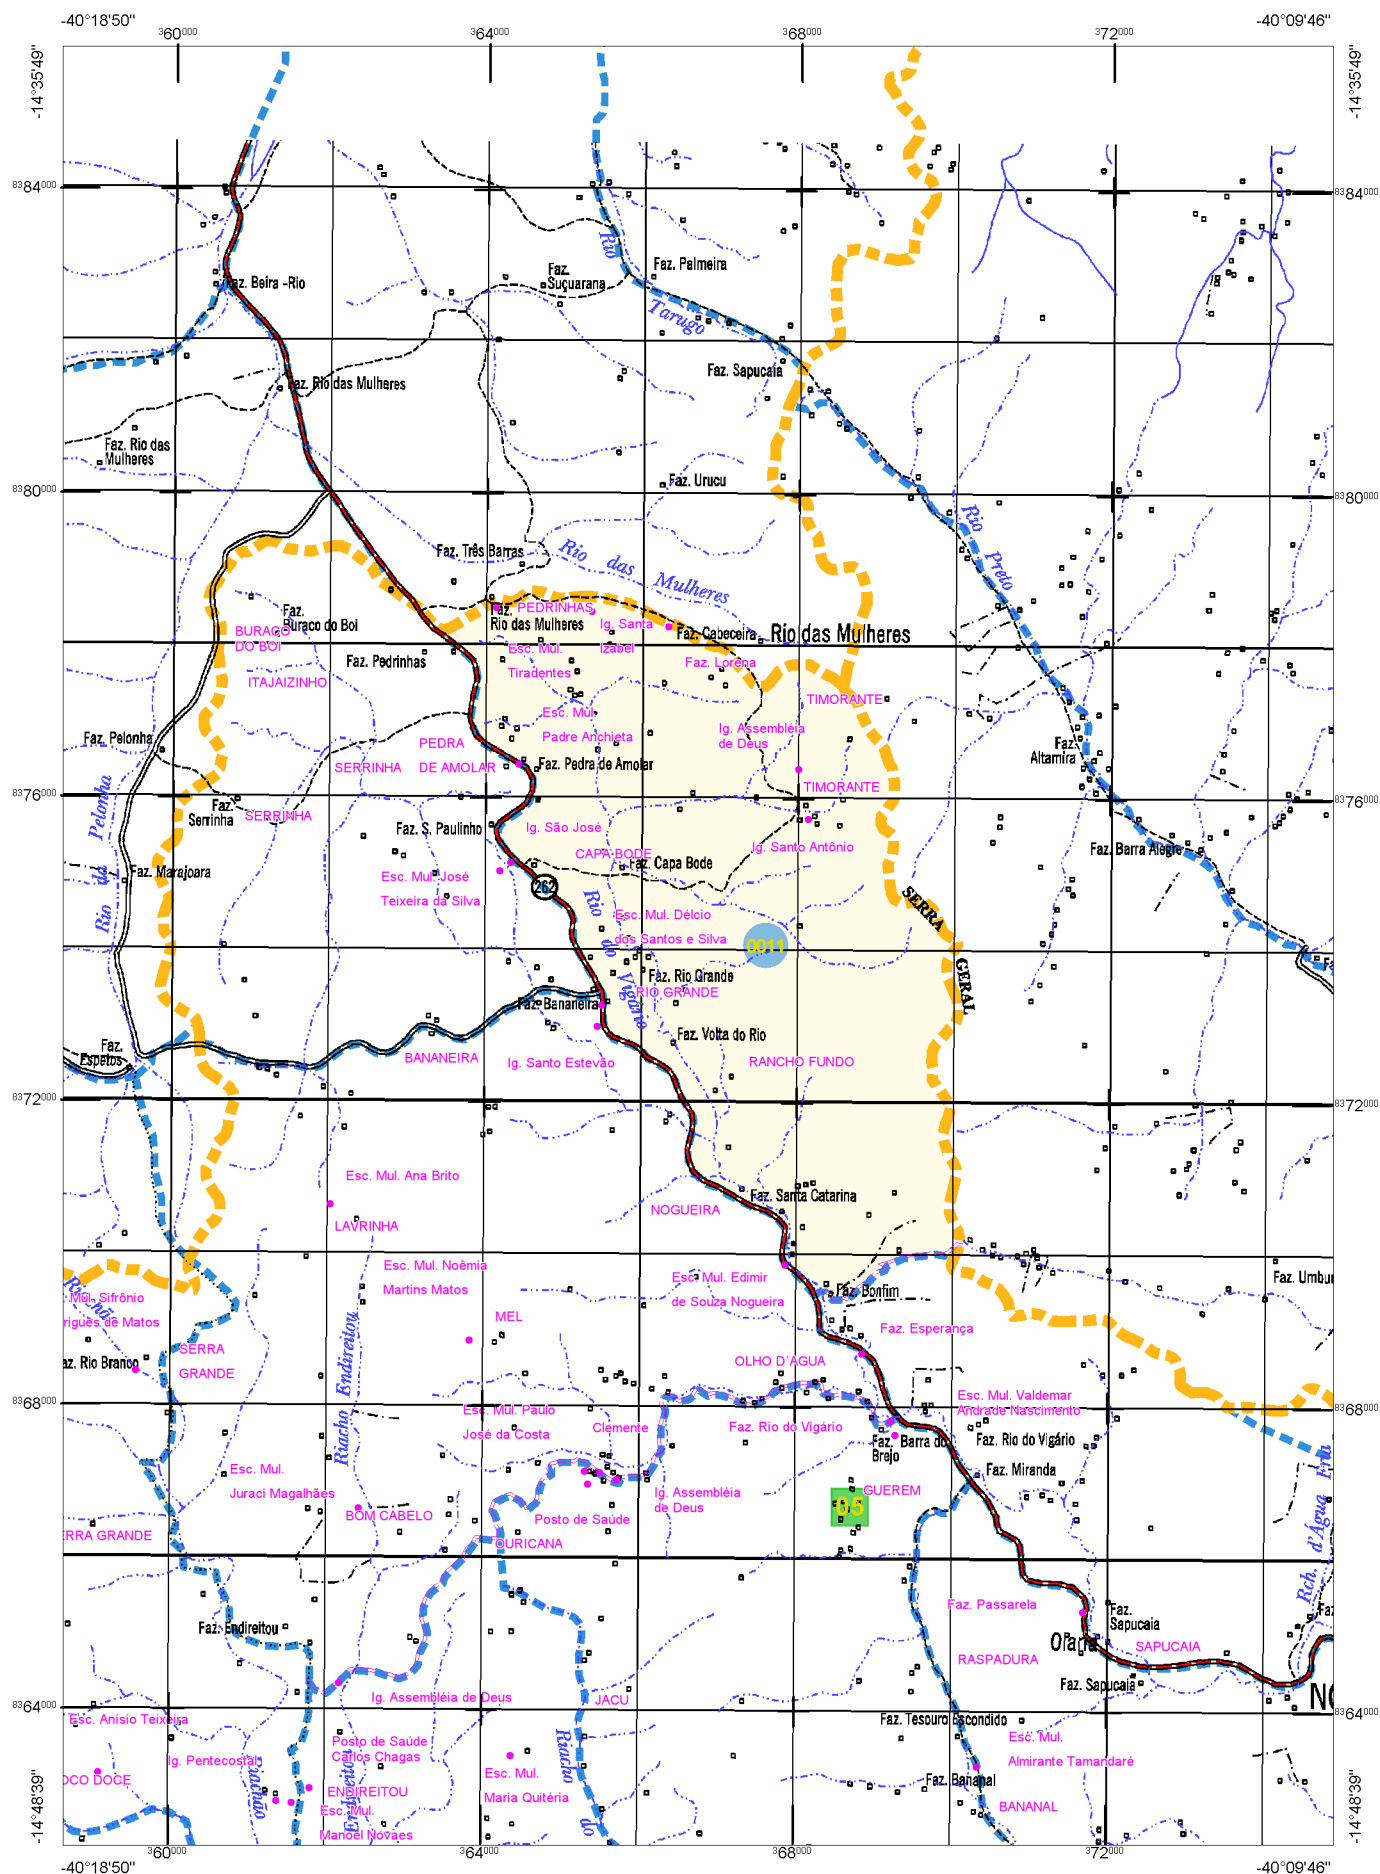 -40°18'50"
-40°09'46"
360000
364000
368000
372000
-14°35'49"
-14°35'49"
8384000
8384000
Rio
Faz. Palmeira
Faz.
Suçuarana
Faz. Beira -Rio
Tarugo
Faz. Sapucaia
Faz. Rio das Mulheres
Faz. Rio das
Mulheres
Faz. Urucu
8380000
8380000
Rio
Preto
Faz. Três Barras
Rio das Mulheres
PEDRINHAS
Faz.
Rio das Mulheres
Ig. Santa
Izabel
Faz. Cabeceira
Rio das Mulheres
Faz.
Buraco do Boi
BURACO
DO BOI
Esc. Mul.
Tiradentes
Faz. Pedrinhas
Faz. Lorena
ITAJAIZINHO
TIMORANTE
Esc. Mul.
Padre Anchieta
Ig. Assembléia
de Deus
Faz. Pelonha
PEDRA
DE AMOLAR
SERRINHA
Faz. Pedra de Amolar
Faz.
Altamira
TIMORANTE
8376000
8376000
Faz.
Serrinha
SERRINHA
Rio da Pelonha
Faz. S. Paulinho
Ig. São José
CAPA BODE
Ig. Santo Antônio
Faz. Barra Alegre
Faz. Capa Bode
Faz. Marajoara
Esc. Mul. José
Teixeira da Silva
262
SERRA
GERAL
Rio do Vigário
Esc. Mul. Délcio
dos Santos e Silva
0011
Faz. Rio Grande
RIO GRANDE
Faz. Bananeira
Faz. Volta do Rio
Faz.
Espetos
BANANEIRA
Ig. Santo Estevão
RANCHO FUNDO
8372000
8372000
Esc. Mul. Ana Brito
Faz. Santa Catarina
NOGUEIRA
LAVRINHA
Esc. Mul. Noêmia
Martins Matos
Esc. Mul. Edimir
de Souza Nogueira
Faz. Umbu
Faz. Bonfim
Mul. Sifrônio
rigues de Matos
MEL
Faz. Esperança
SERRA
GRANDE
az. Rio Branco
Riacho Endireitou
OLHO D´AGUA
8368000
8368000
Esc. Mul. Valdemar
Andrade Nascimento
Esc. Mul. Paulo
José da Costa
Clemente
Faz. Rio do Vigário
Faz. Barra do
Brejo
Faz. Rio do Vigário
Faz. Miranda
Esc. Mul.
Juraci Magalhães
Ig. Assembléia
de Deus
GUEREM
05
BOM CABELO
Posto de Saúde
ERRA GRANDE
OURICANA
Rch. d'Água Fria
Faz. Passarela
Faz.
Sapucaia
Faz. Endireitou
SAPUCAIA
RASPADURA
Faz. Sapucaia
Ig. Assembléia de Deus
JACU
8364000
8364000
Esc. Anísio Teixeira
Faz. Tesouro Escondido
Posto de Saúde
Carlos Chagas
Ig. Pentecostal
Esc. Mul.
Almirante Tamandaré
OCO DOCE
Riachão
Endireitou
ENDIREITOU
Esc. Mul.
Manoel Novaes
Esc. Mul.
Maria Quitéria
Riacho do
Faz. Bananal
BANANAL
-14°48'39"
-14°48'39"
360000
364000
368000
372000
-40°18'50"
-40°09'46"